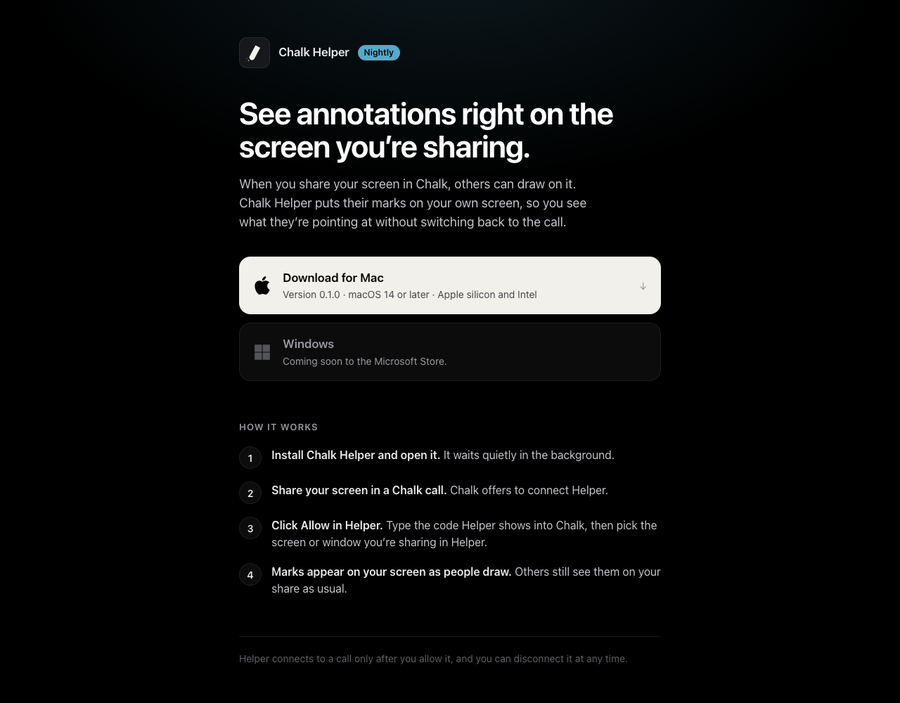 Chalk Helper Nightly
See annotations right on the
screen you’re sharing.
When you share your screen in Chalk, others can draw on it.
Chalk Helper puts their marks on your own screen, so you see
what they’re pointing at without switching back to the call.
Download for Mac
Version 0.1.0 · macOS 14 or later · Apple silicon and Intel
↓
Windows
Coming soon to the Microsoft Store.
HOW IT WORKS
1 Install Chalk Helper and open it. It waits quietly in the background.
2 Share your screen in a Chalk call. Chalk offers to connect Helper.
3 Click Allow in Helper. Type the code Helper shows into Chalk, then pick the
screen or window you’re sharing in Helper.
4 Marks appear on your screen as people draw. Others still see them on your
share as usual.
Helper connects to a call only after you allow it, and you can disconnect it at any time.